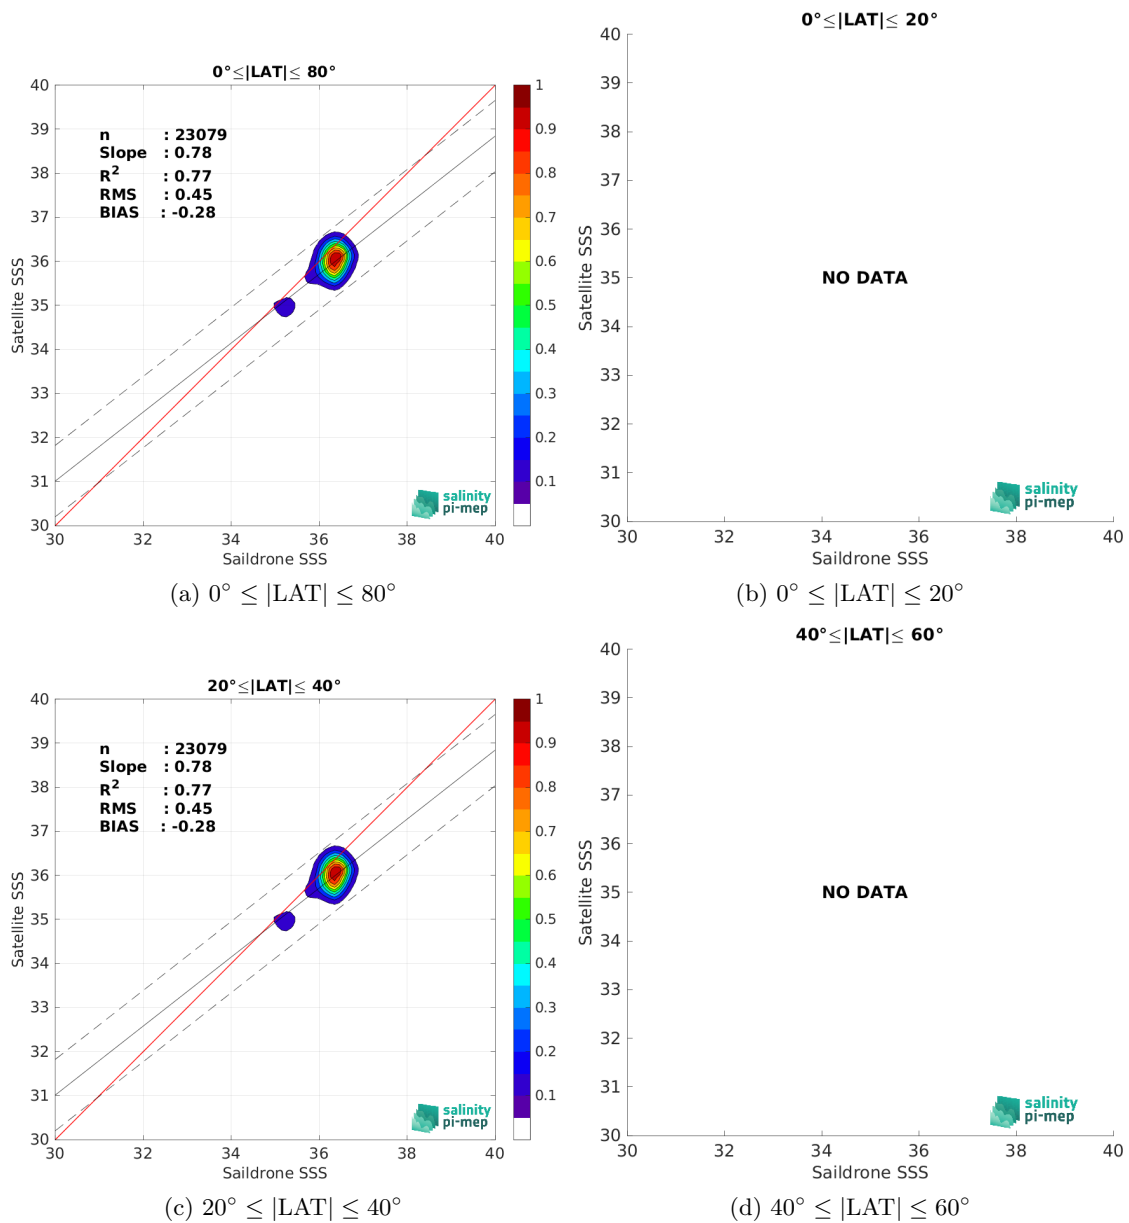 0°≤|LAT|≤ 80°
40
39
38
37
36
35
34
33
32
31
30
Satellite SSS
n : 23079
Slope : 0.78
R² : 0.77
RMS : 0.45
BIAS : -0.28
salinity
pi-mep
30 32 34 36 38 40
Saildrone SSS
1
0.9
0.8
0.7
0.6
0.5
0.4
0.3
0.2
0.1
(a) 0° ≤ |LAT| ≤ 80°
0°≤|LAT|≤ 20°
40
39
38
37
36
35
34
33
32
31
30
Satellite SSS
NO DATA
salinity
pi-mep
30 32 34 36 38 40
Saildrone SSS
(b) 0° ≤ |LAT| ≤ 20°
20°≤|LAT|≤ 40°
40
39
38
37
36
35
34
33
32
31
30
Satellite SSS
n : 23079
Slope : 0.78
R² : 0.77
RMS : 0.45
BIAS : -0.28
salinity
pi-mep
30 32 34 36 38 40
Saildrone SSS
1
0.9
0.8
0.7
0.6
0.5
0.4
0.3
0.2
0.1
(c) 20° ≤ |LAT| ≤ 40°
40°≤|LAT|≤ 60°
40
39
38
37
36
35
34
33
32
31
30
Satellite SSS
NO DATA
salinity
pi-mep
30 32 34 36 38 40
Saildrone SSS
(d) 40° ≤ |LAT| ≤ 60°